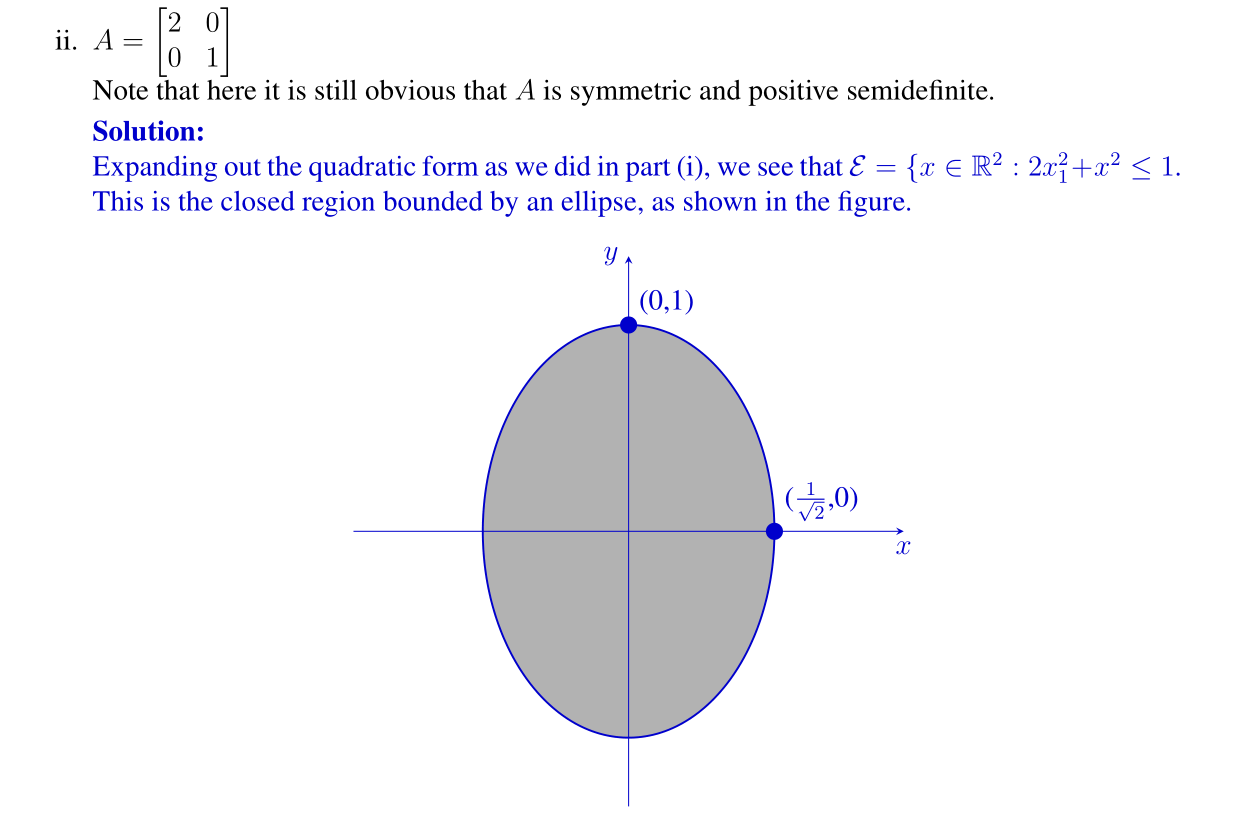 ii. $A = \begin{bmatrix} 2 & 0 \\ 0 & 1 \end{bmatrix}$
Note that here it is still obvious that $A$ is symmetric and positive semidefinite.
Solution:
Expanding out the quadratic form as we did in part (i), we see that $\mathcal{E} = \{x \in \mathbb{R}^2 : 2x_1^2 + x^2 \leq 1.$
This is the closed region bounded by an ellipse, as shown in the figure.
$y$
(0,1)
$(\frac{1}{\sqrt{2}},0)$
$x$